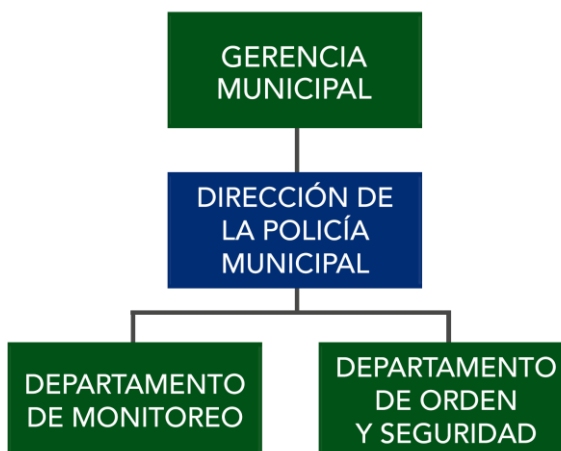 GERENCIA
MUNICIPAL
DIRECCIÓN DE
LA POLICÍA
MUNICIPAL
DEPARTAMENTO
DE MONITOREO
DEPARTAMENTO
DE ORDEN
Y SEGURIDAD